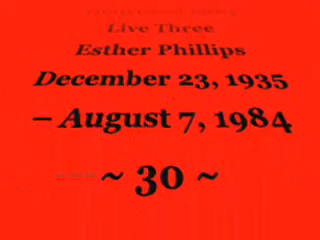 Live Three
Esther Phillips
December 23, 1935
– August 7, 1984
~ 30 ~